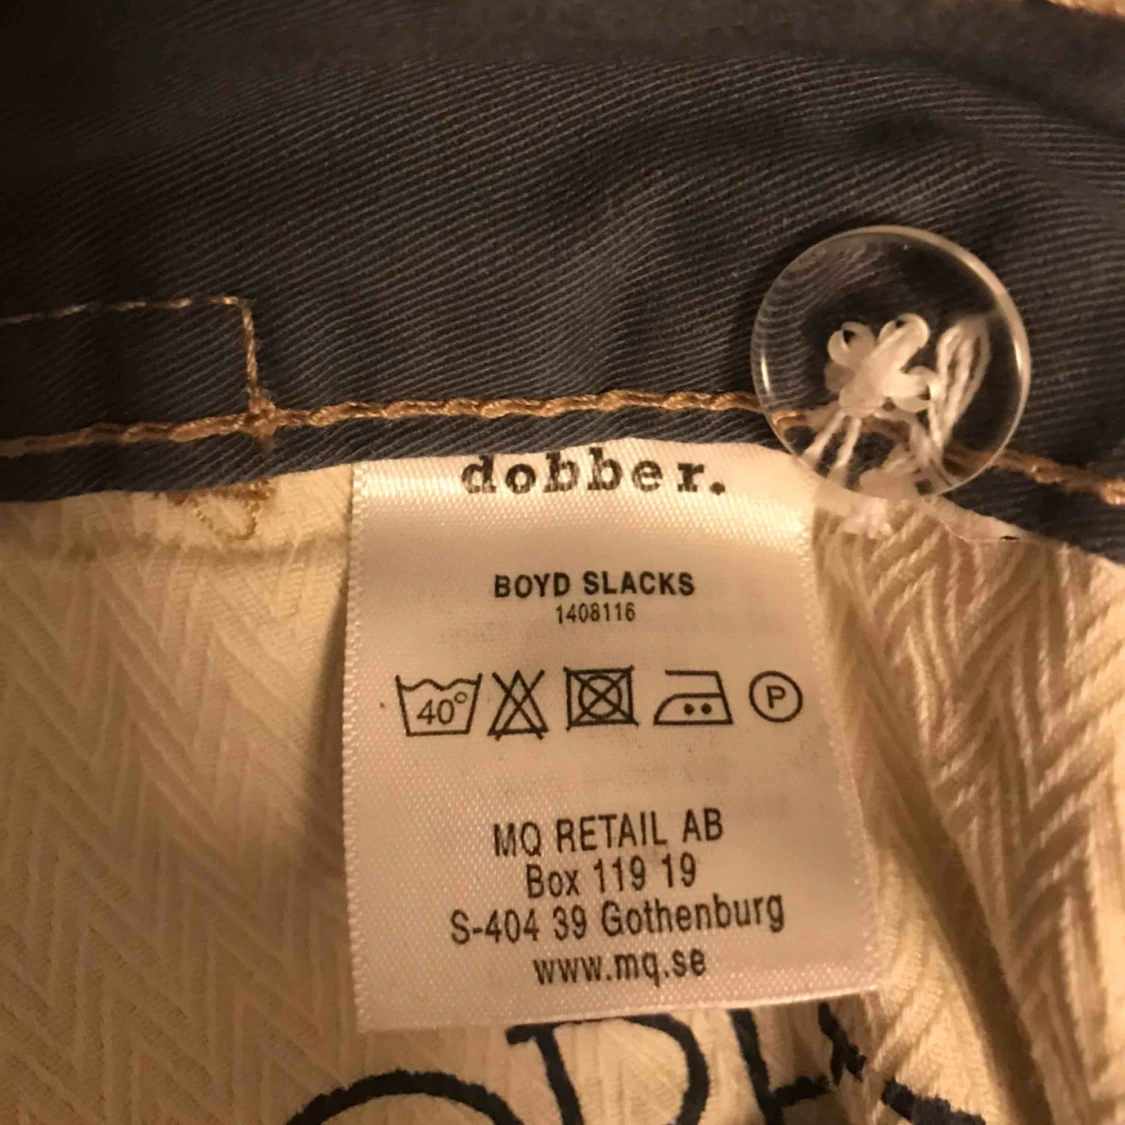 dobber.
BOYD SLACKS
1408116
40°
P
MQ RETAIL AB
Box 119 19
S-404 39 Gothenburg
www.mq.se